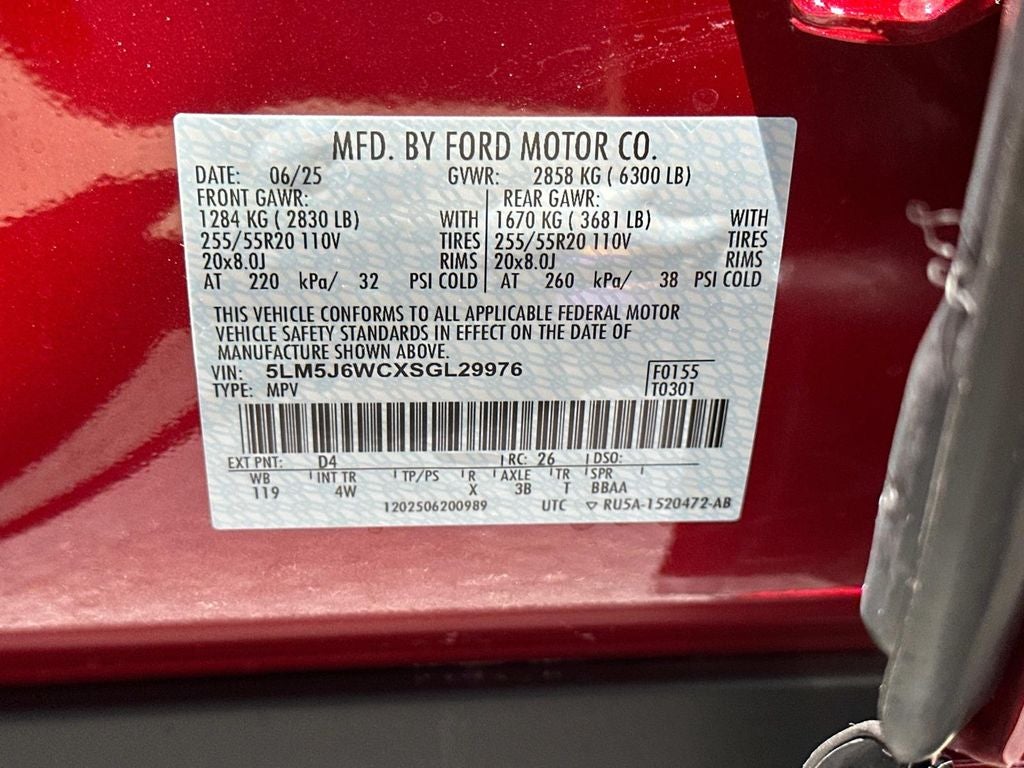 MFD. BY FORD MOTOR CO.
DATE: 06/25 GVWR: 2858 KG ( 6300 LB)
FRONT GAWR: REAR GAWR:
1284 KG ( 2830 LB) WITH 1670 KG ( 3681 LB) WITH
255/55R20 110V TIRES 255/55R20 110V TIRES
20x8.0J RIMS 20x8.0J RIMS
AT 220 kPa/ 32 PSI COLD AT 260 kPa/ 38 PSI COLD
THIS VEHICLE CONFORMS TO ALL APPLICABLE FEDERAL MOTOR
VEHICLE SAFETY STANDARDS IN EFFECT ON THE DATE OF
MANUFACTURE SHOWN ABOVE.
VIN: 5LM5J6WCXSGL29976 F0155
TYPE: MPV T0301
EXT PNT: D4 RC: 26 DSO:
WB INT TR TP/PS R AXLE TR SPR
119 4W X 3B T BBAA
1202506200989 UTC ▽ RU5A-1520472-AB